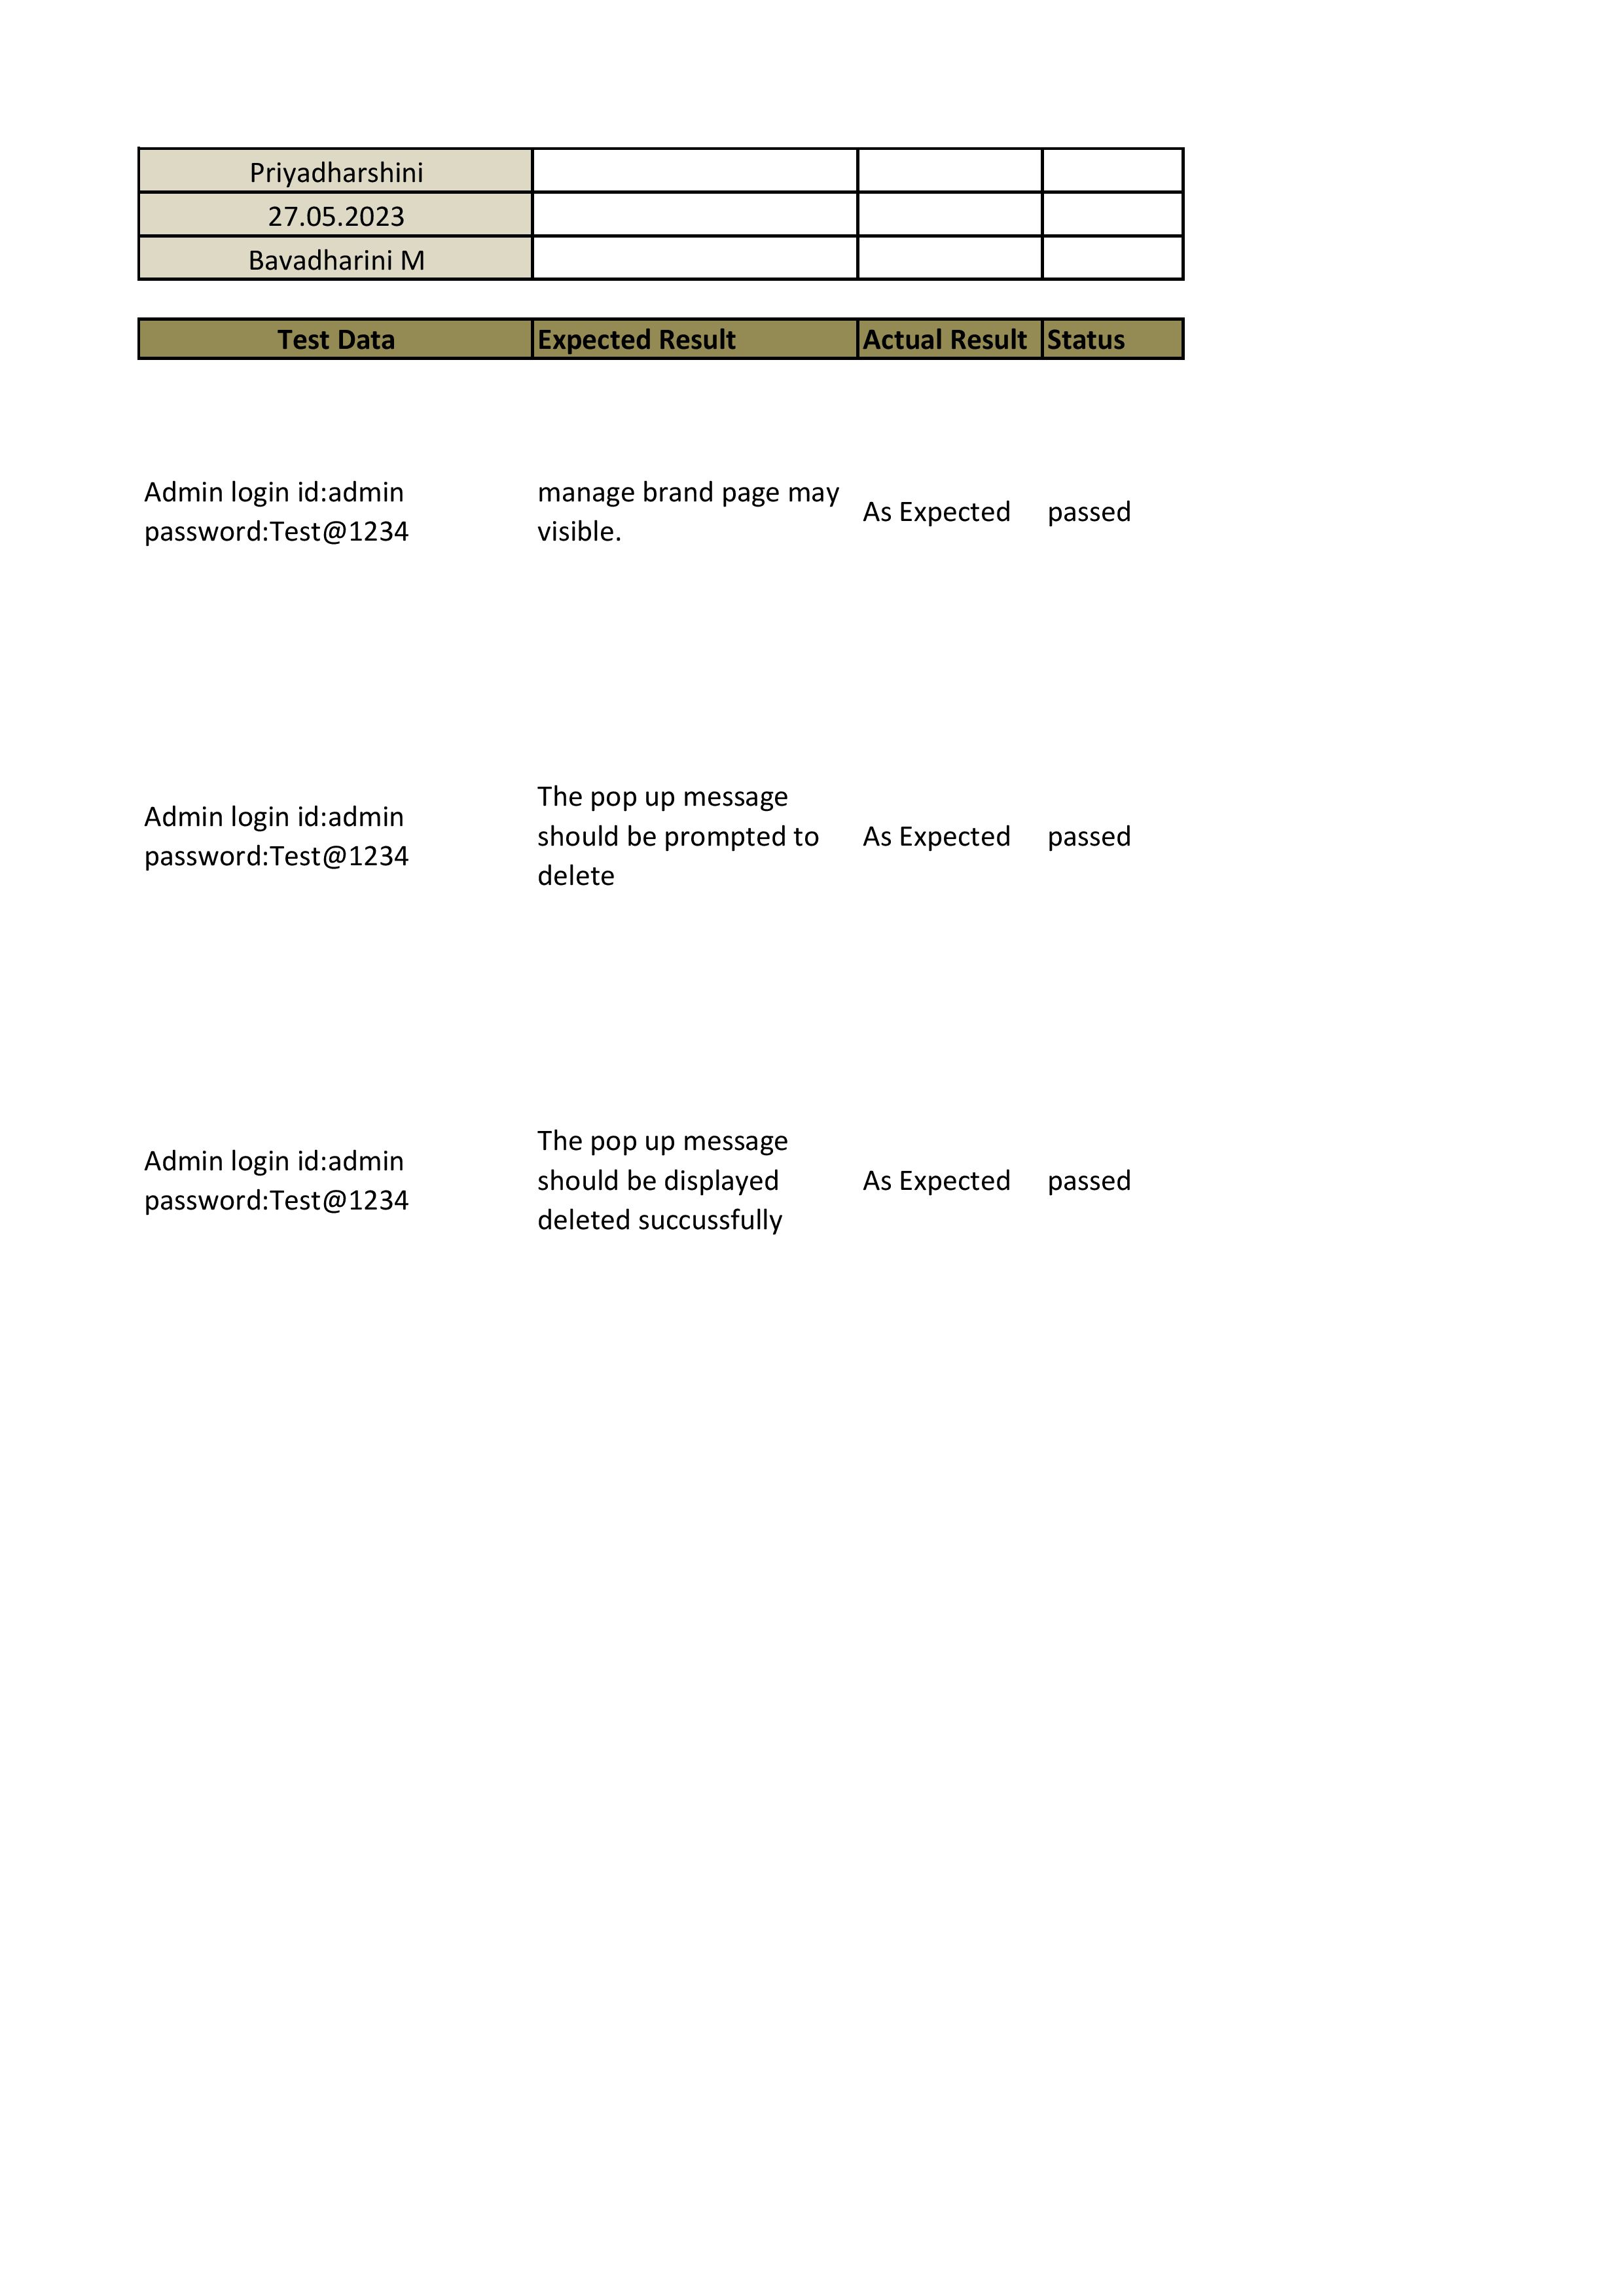 Priyadharshini
27.05.2023
Bavadharini M
Test Data Expected Result Actual Result Status
Admin login id:admin
password:Test@1234
manage brand page may
visible.
As Expected
passed
Admin login id:admin
password:Test@1234
The pop up message
should be prompted to
delete
As Expected
passed
Admin login id:admin
password:Test@1234
The pop up message
should be displayed
deleted succussfully
As Expected
passed